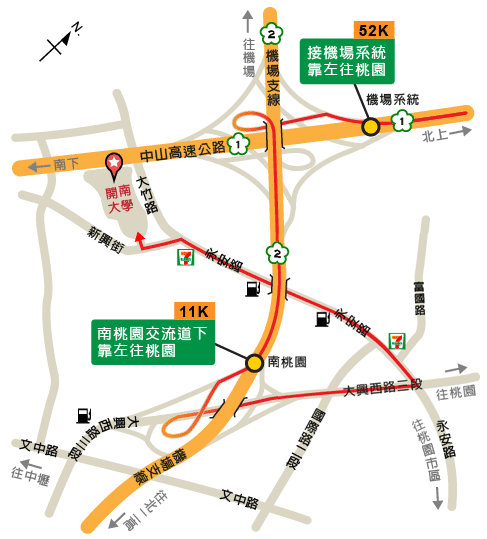 N.
往機場
2
機場支線
52K
接機場系統
靠左往桃園
機場系統
1
北上
中山高速公路
1
南下
開南
大學
大竹路
新興街
永安路
7
ELEVEN
2
永安路
富國路
7
ELEVEN
11K
南桃園交流道下
靠左往桃園
南桃園
大興西路二段
往桃園
大興西路三段
國際路二段
永安路
往桃園市區
文中路
往中壢
機場支線
文中路
往北二高